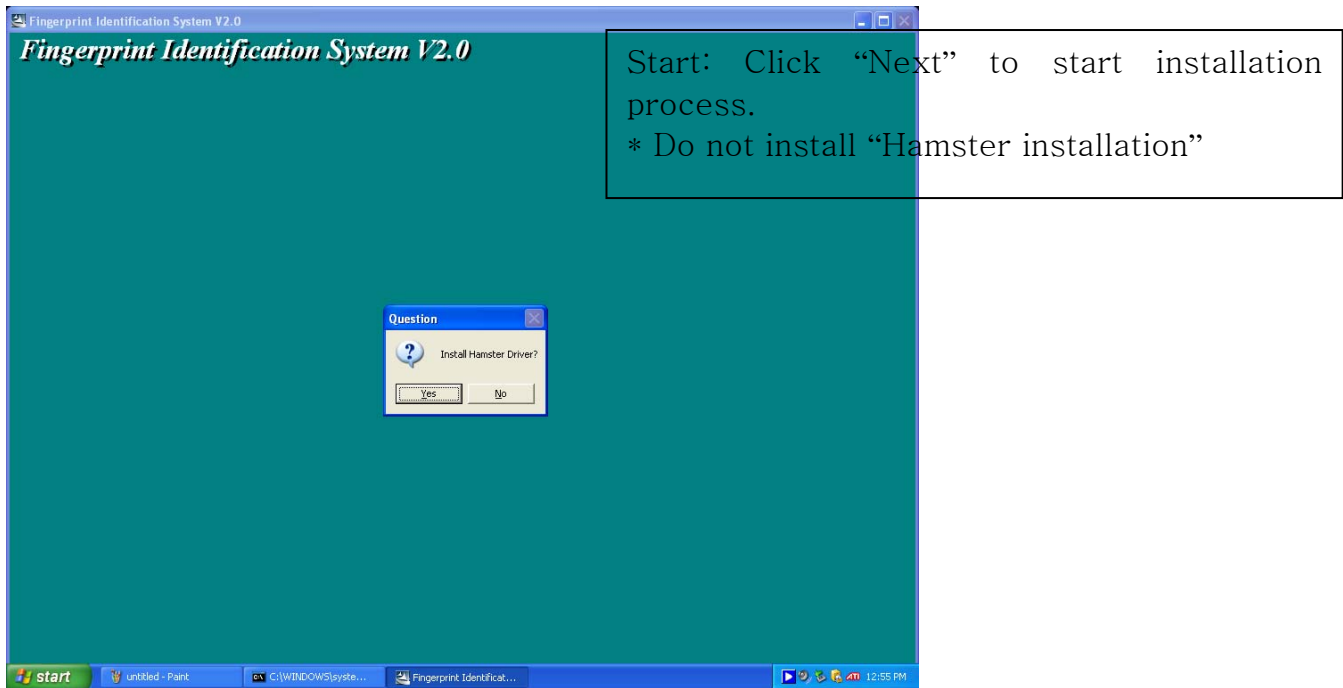 Fingerprint Identification System V2.0
Fingerprint Identification System V2.0
Start: Click “Next” to start installation
process.
* Do not install “Hamster installation”
Question
Install Hamster Driver?
Yes
No
start
untitled - Paint
C:\WINDOWS\syste...
Fingerprint Identificat...
12:55 PM